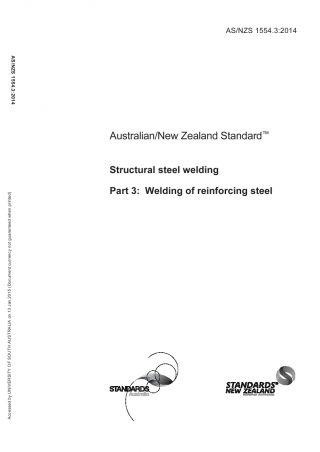 AS/NZS 1554.3:2014
AS/NZS 1554.3:2014
Australian/New Zealand Standard™
Structural steel welding
Part 3: Welding of reinforcing steel
Accessed by UNIVERSITY OF SOUTH AUSTRALIA on 13 Jan 2015 (Document currency not guaranteed when printed)
STANDARDS
Australia
STANDARDS
NEW ZEALAND